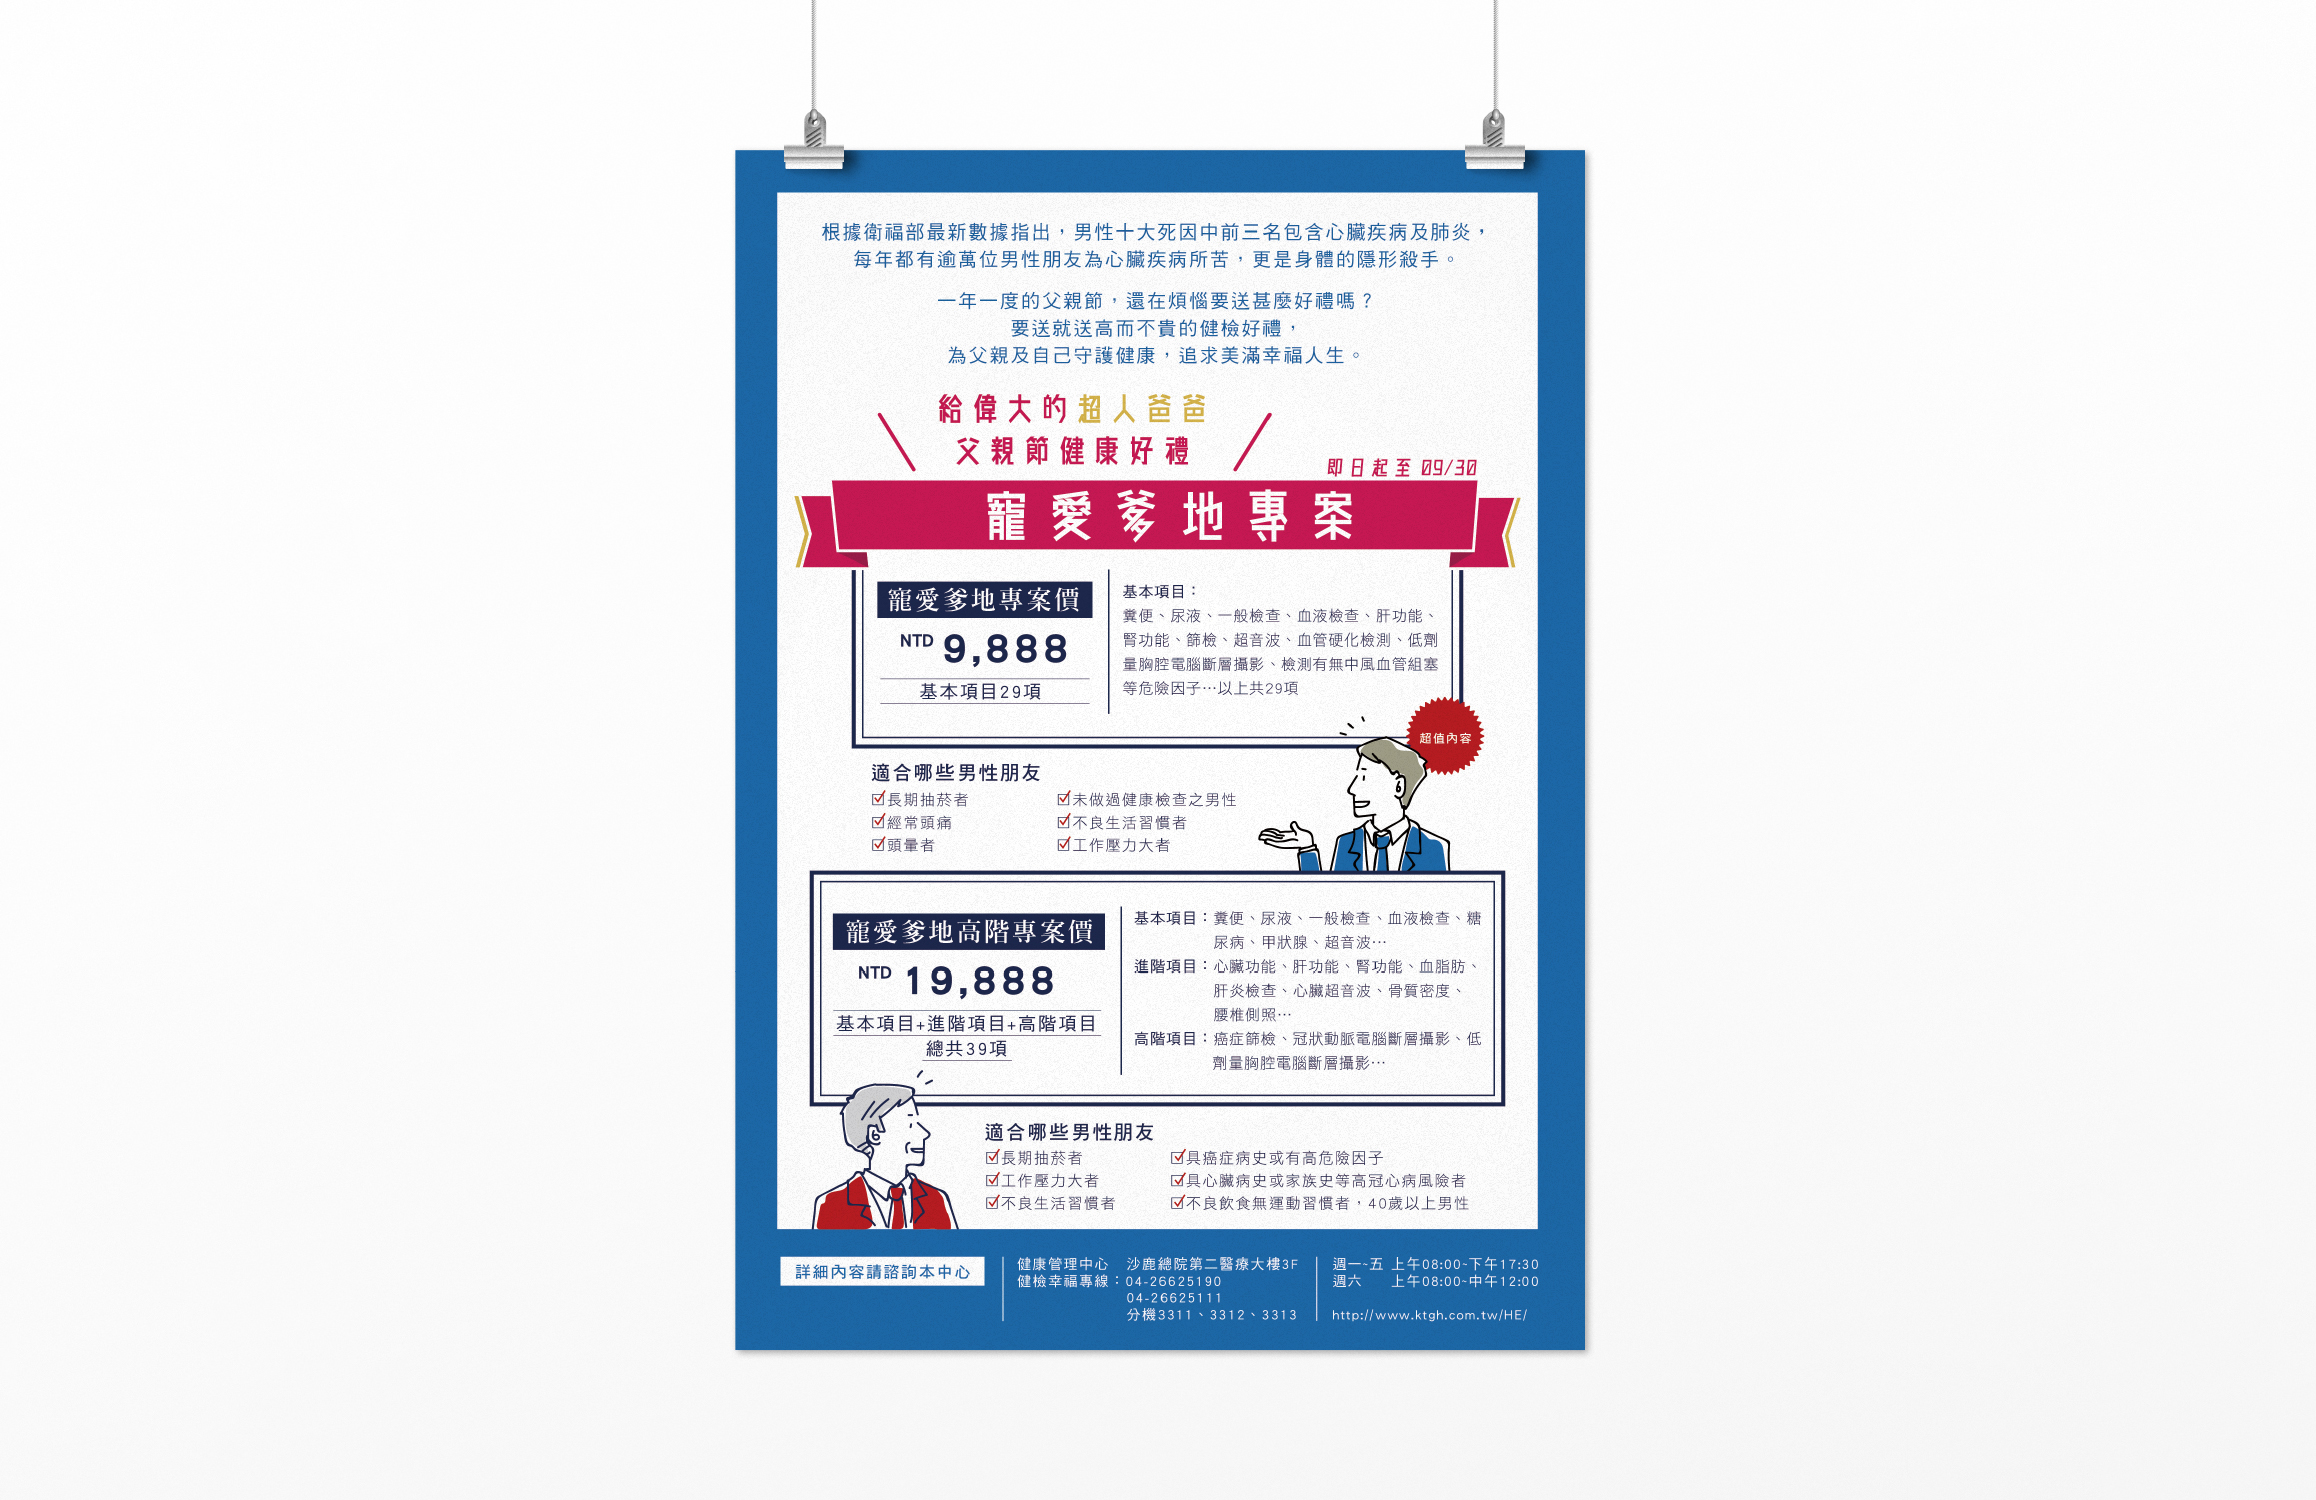 根據衛福部最新數據指出，男性十大死因中前三名包含心臟疾病及肺炎，
每年都有逾萬位男性朋友為心臟疾病所苦，更是身體的隱形殺手。
一年一度的父親節，還在煩惱要送甚麼好禮嗎？
要送就送高而不貴的健檢好禮，
為父親及自己守護健康，追求美滿幸福人生。
給偉大的超人爸爸
父親節健康好禮
即日起至 09/30
寵愛爹地專案
寵愛爹地專案價
NTD 9,888
基本項目29項
基本項目：
糞便、尿液、一般檢查、血液檢查、肝功能、
腎功能、篩檢、超音波、血管硬化檢測、低劑
量胸腔電腦斷層攝影、檢測有無中風血管組塞
等危險因子…以上共29項
超值內容
適合哪些男性朋友
長期抽菸者
經常頭痛
頭暈者
未做過健康檢查之男性
不良生活習慣者
工作壓力大者
寵愛爹地高階專案價
NTD 19,888
基本項目+進階項目+高階項目
總共39項
基本項目：糞便、尿液、一般檢查、血液檢查、糖
尿病、甲狀腺、超音波…
進階項目：心臟功能、肝功能、腎功能、血脂肪、
肝炎檢查、心臟超音波、骨質密度、
腰椎側照…
高階項目：癌症篩檢、冠狀動脈電腦斷層攝影、低
劑量胸腔電腦斷層攝影…
適合哪些男性朋友
長期抽菸者
工作壓力大者
不良生活習慣者
具癌症病史或有高危險因子
具心臟病史或家族史等高冠心病風險者
不良飲食無運動習慣者，40歲以上男性
詳細內容請諮詢本中心
健康管理中心 沙鹿總院第二醫療大樓3F
健檢幸福專線：04-26625190
04-26625111
分機3311、3312、3313
週一~五 上午08:00~下午17:30
週六 上午08:00~中午12:00
http://www.ktgh.com.tw/HE/